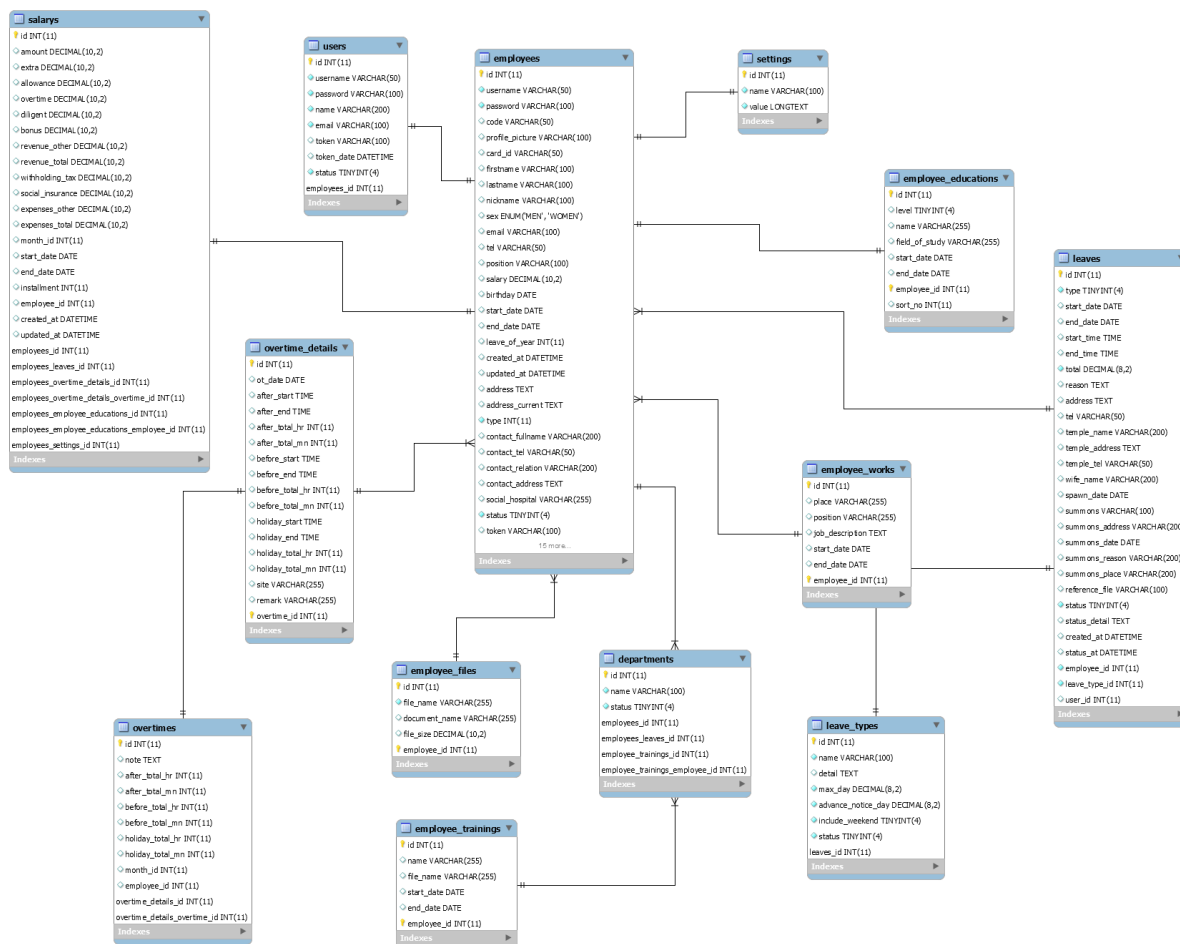 salarys
id INT(11)
amount DECIMAL(10,2)
extra DECIMAL(10,2)
allowance DECIMAL(10,2)
overtime DECIMAL(10,2)
diligent DECIMAL(10,2)
bonus DECIMAL(10,2)
revenue_other DECIMAL(10,2)
revenue_total DECIMAL(10,2)
withholding_tax DECIMAL(10,2)
social_insurance DECIMAL(10,2)
expenses_other DECIMAL(10,2)
expenses_total DECIMAL(10,2)
month_id INT(11)
start_date DATE
end_date DATE
installment INT(11)
employee_id INT(11)
created_at DATETIME
updated_at DATETIME
employees_id INT(11)
employees_leaves_id INT(11)
employees_overtime_details_id INT(11)
employees_overtime_details_overtime_id INT(11)
employees_employee_educations_id INT(11)
employees_employee_educations_employee_id INT(11)
employees_settings_id INT(11)
Indexes
users
id INT(11)
username VARCHAR(50)
password VARCHAR(100)
name VARCHAR(200)
email VARCHAR(100)
token VARCHAR(100)
token_date DATETIME
status TINYINT(4)
employees_id INT(11)
Indexes
employees
id INT(11)
username VARCHAR(50)
password VARCHAR(100)
code VARCHAR(50)
profile_picture VARCHAR(100)
card_id VARCHAR(50)
firstname VARCHAR(100)
lastname VARCHAR(100)
nickname VARCHAR(100)
sex ENUM('MEN', 'WOMEN')
email VARCHAR(100)
tel VARCHAR(50)
position VARCHAR(100)
salary DECIMAL(10,2)
birthday DATE
start_date DATE
end_date DATE
leave_of_year INT(11)
created_at DATETIME
updated_at DATETIME
address TEXT
address_current TEXT
type INT(11)
contact_fullname VARCHAR(200)
contact_tel VARCHAR(50)
contact_relation VARCHAR(200)
contact_address TEXT
social_hospital VARCHAR(255)
status TINYINT(4)
token VARCHAR(100)
15 more...
Indexes
settings
id INT(11)
name VARCHAR(100)
value LONGTEXT
Indexes
employee_educations
id INT(11)
level TINYINT(4)
name VARCHAR(255)
field_of_study VARCHAR(255)
start_date DATE
end_date DATE
employee_id INT(11)
sort_no INT(11)
Indexes
leaves
id INT(11)
type TINYINT(4)
start_date DATE
end_date DATE
start_time TIME
end_time TIME
total DECIMAL(8,2)
reason TEXT
address TEXT
tel VARCHAR(50)
temple_name VARCHAR(200)
temple_address TEXT
temple_tel VARCHAR(50)
wife_name VARCHAR(200)
spawn_date DATE
summons VARCHAR(100)
summons_address VARCHAR(200
summons_date DATE
summons_reason VARCHAR(200)
summons_place VARCHAR(200)
reference_file VARCHAR(100)
status TINYINT(4)
status_detail TEXT
created_at DATETIME
status_at DATETIME
employee_id INT(11)
leave_type_id INT(11)
user_id INT(11)
Indexes
overtime_details
id INT(11)
ot_date DATE
after_start TIME
after_end TIME
after_total_hr INT(11)
after_total_mn INT(11)
before_start TIME
before_end TIME
before_total_hr INT(11)
before_total_mn INT(11)
holiday_start TIME
holiday_end TIME
holiday_total_hr INT(11)
holiday_total_mn INT(11)
site VARCHAR(255)
remark VARCHAR(255)
overtime_id INT(11)
Indexes
employee_works
id INT(11)
place VARCHAR(255)
position VARCHAR(255)
job_description TEXT
start_date DATE
end_date DATE
employee_id INT(11)
Indexes
employee_files
id INT(11)
file_name VARCHAR(255)
document_name VARCHAR(255)
file_size DECIMAL(10,2)
employee_id INT(11)
Indexes
departments
id INT(11)
name VARCHAR(100)
status TINYINT(4)
employees_id INT(11)
employees_leaves_id INT(11)
employee_trainings_id INT(11)
employee_trainings_employee_id INT(11)
Indexes
overtimes
id INT(11)
note TEXT
after_total_hr INT(11)
after_total_mn INT(11)
before_total_hr INT(11)
before_total_mn INT(11)
holiday_total_hr INT(11)
holiday_total_mn INT(11)
month_id INT(11)
employee_id INT(11)
overtime_details_id INT(11)
overtime_details_overtime_id INT(11)
Indexes
leave_types
id INT(11)
name VARCHAR(100)
detail TEXT
max_day DECIMAL(8,2)
advance_notice_day DECIMAL(8,2)
include_weekend TINYINT(4)
status TINYINT(4)
leaves_id INT(11)
Indexes
employee_trainings
id INT(11)
name VARCHAR(255)
file_name VARCHAR(255)
start_date DATE
end_date DATE
employee_id INT(11)
Indexes